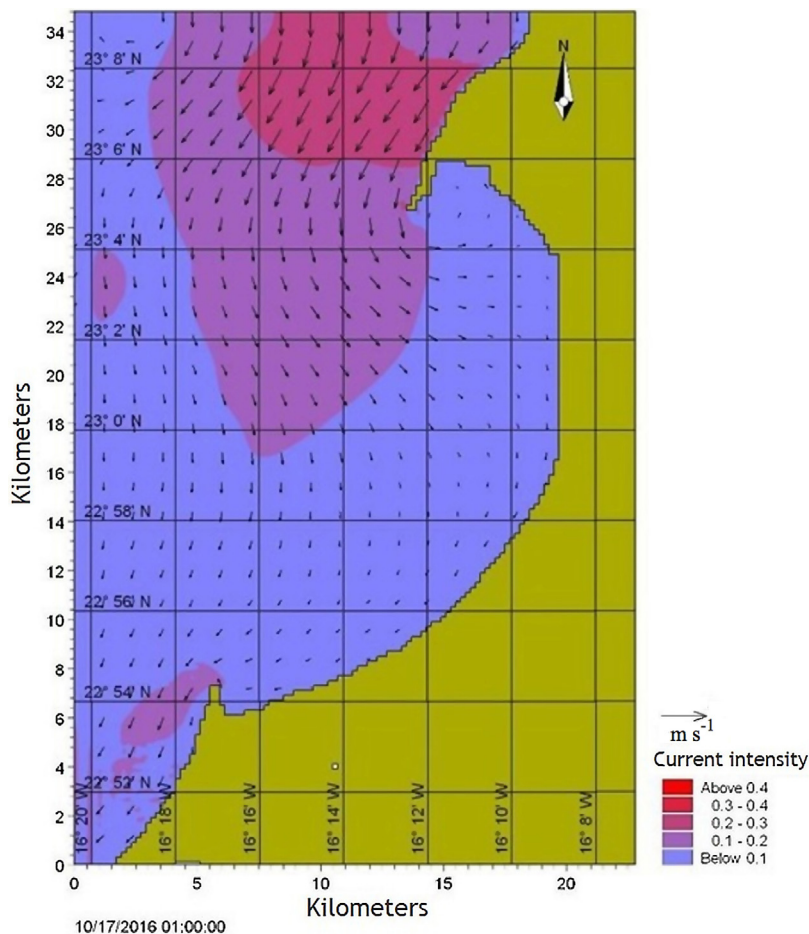 34
32
30
28
26
24
22
20
18
16
14
12
10
8
6
4
2
0
Kilometers
23° 8' N
23° 6' N
23° 4' N
23° 2' N
23° 0' N
22° 58' N
22° 56' N
22° 54' N
22° 52' N
16° 20' W
16° 18' W
16° 16' W
16° 14' W
16° 12' W
16° 10' W
16° 8' W
N
0 5 10 15 20
Kilometers
10/17/2016 01:00:00
m s-1
Current intensity
Above 0.4
0.3 - 0.4
0.2 - 0.3
0.1 - 0.2
Below 0.1